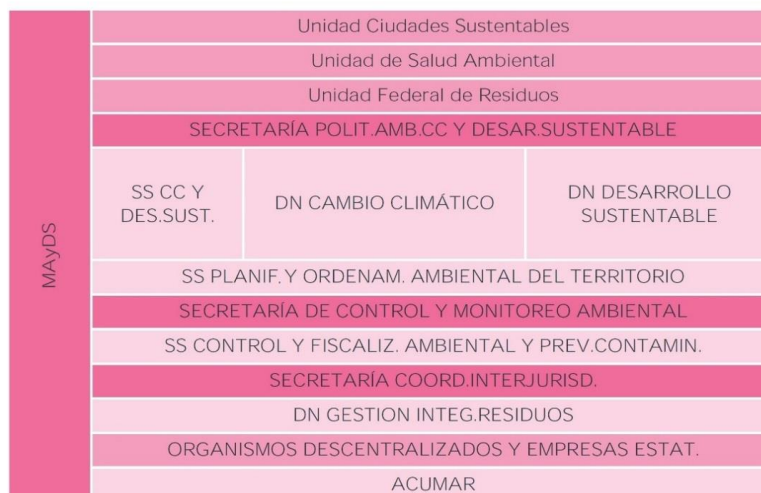 MAyDS
Unidad Ciudades Sustentables
Unidad de Salud Ambiental
Unidad Federal de Residuos
SECRETARÍA POLIT.AMB.CC Y DESAR.SUSTENTABLE
SS CC Y
DES.SUST.
DN CAMBIO CLIMÁTICO
DN DESARROLLO
SUSTENTABLE
SS PLANIF. Y ORDENAM. AMBIENTAL DEL TERRITORIO
SECRETARÍA DE CONTROL Y MONITOREO AMBIENTAL
SS CONTROL Y FISCALIZ. AMBIENTAL Y PREV.CONTAMIN.
SECRETARÍA COORD.INTERJURISD.
DN GESTION INTEG.RESIDUOS
ORGANISMOS DESCENTRALIZADOS Y EMPRESAS ESTAT.
ACUMAR